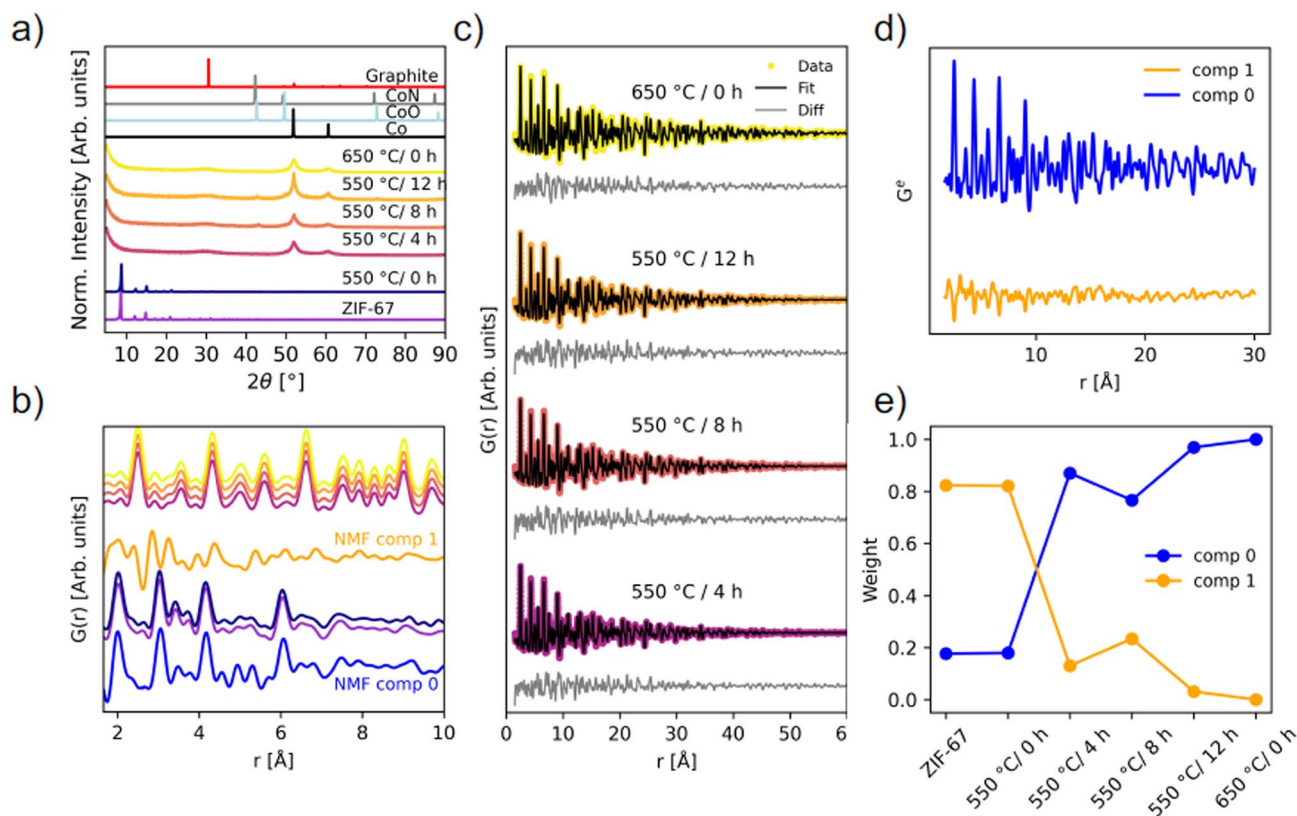 a)
Norm. Intensity [Arb. units]
Graphite
CoN
CoO
Co
650 °C/ 0 h
550 °C/ 12 h
550 °C/ 8 h
550 °C/ 4 h
550 °C/ 0 h
ZIF-67
10 20 30 40 50 60 70 80 90
2θ [°]
b)
G(r) [Arb. units]
NMF comp 1
NMF comp 0
2 4 6 8 10
r [Å]
c)
G(r) [Arb. units]
Data
Fit
Diff
650 °C / 0 h
550 °C / 12 h
550 °C / 8 h
550 °C / 4 h
0 10 20 30 40 50 6
r [Å]
d)
Gᵉ
comp 1
comp 0
10 20 30
r [Å]
e)
Weight
1.0
0.8
0.6
0.4
0.2
0.0
comp 0
comp 1
ZIF-67
550 °C/ 0 h
550 °C/ 4 h
550 °C/ 8 h
550 °C/ 12 h
650 °C/ 0 h